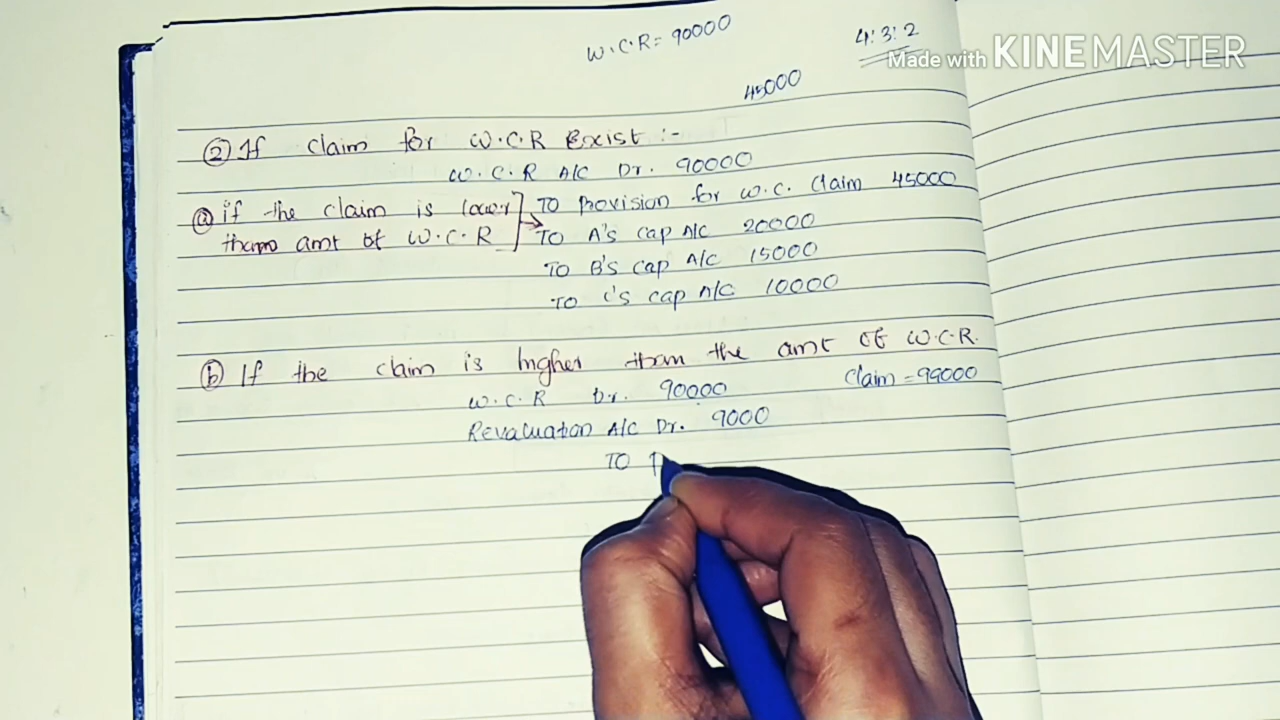 W.C.R = 90000
4:3:2
Made with KINEMASTER
45000
② If claim for W.C.R Exist :-
W.C.R A/C Dr. 90000
ⓐ if the claim is lower TO Provision for W.C. Claim 45000
than amt of W.C.R TO A's cap A/C 20000
TO B's cap A/C 15000
TO C's cap A/C 10000
ⓑ If the claim is higher than the amt of W.C.R.
W.C.R Dr. 90000 Claim = 99000
Revaluation A/C Dr. 9000
TO